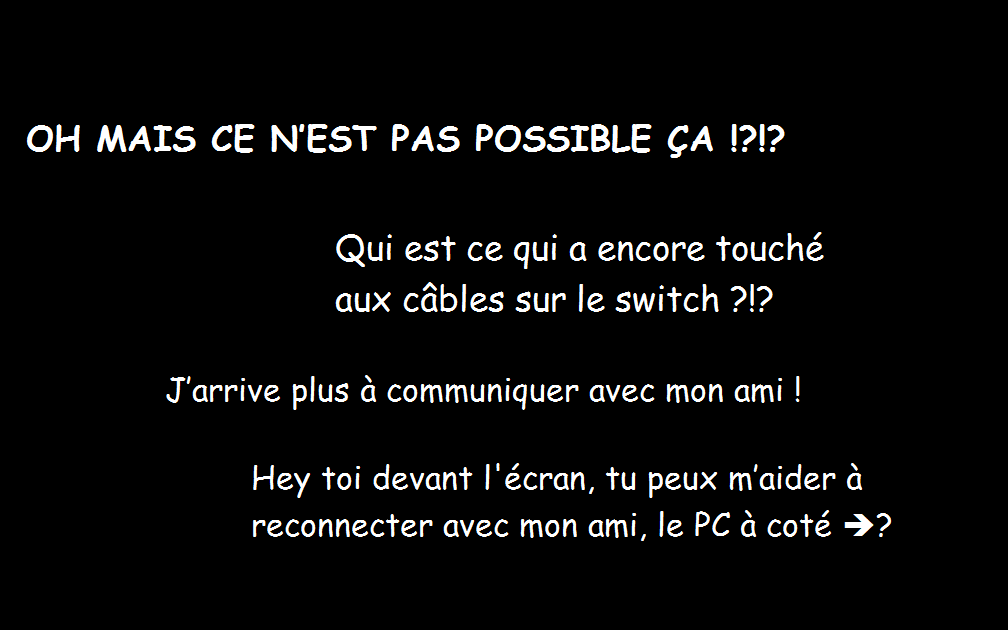 OH MAIS CE N’EST PAS POSSIBLE ÇA !?!?
Qui est ce qui a encore touché
aux câbles sur le switch ?!?
J’arrive plus à communiquer avec mon ami !
Hey toi devant l'écran, tu peux m’aider à
reconnecter avec mon ami, le PC à coté ➔?